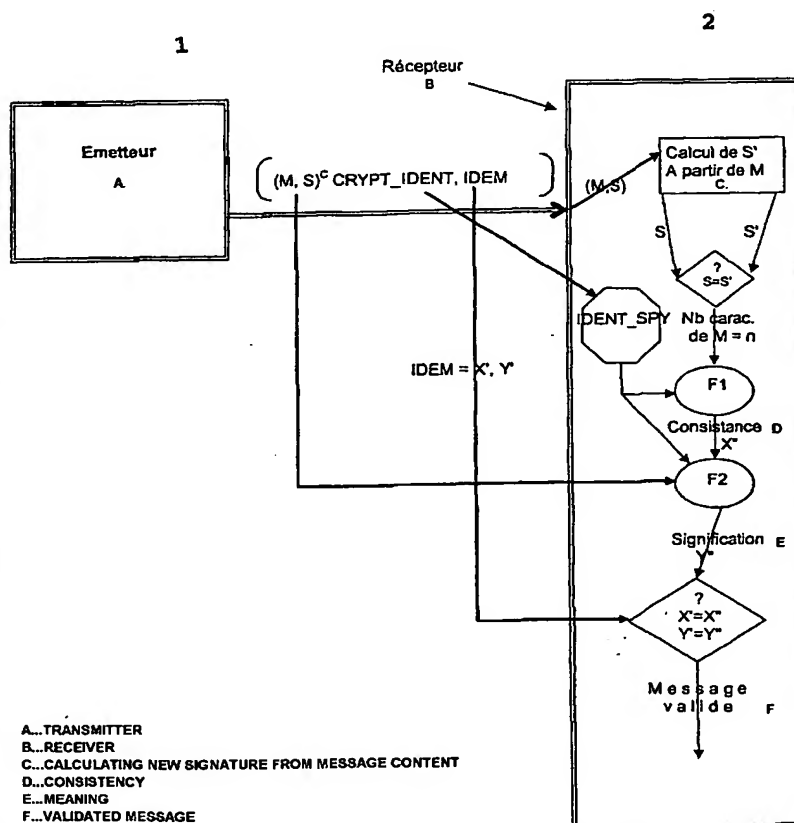 1
2
Récepteur
B
Emetteur
A
(M, S)ᶜ CRYPT_IDENT, IDEM
(M,S)
Calcul de S'
A partir de M
C.
S
S'
?
S=S'
IDENT_SPY
Nb carac.
de M = n
IDEM = X', Y'
F1
Consistance D
X"
F2
Signification E
Y"
?
X'=X"
Y'=Y"
Message
valide F
A...TRANSMITTER
B...RECEIVER
C...CALCULATING NEW SIGNATURE FROM MESSAGE CONTENT
D...CONSISTENCY
E...MEANING
F...VALIDATED MESSAGE